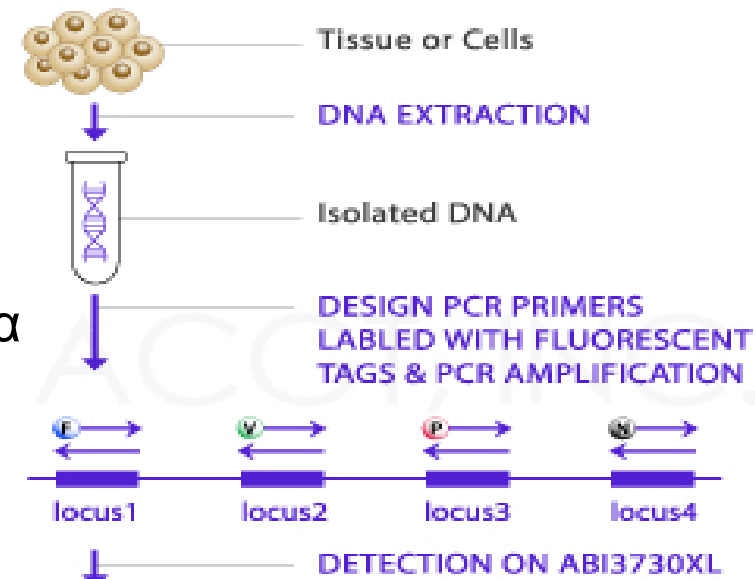 Tissue or Cells
DNA EXTRACTION
Isolated DNA
α
DESIGN PCR PRIMERS
LABLED WITH FLUORESCENT
TAGS & PCR AMPLIFICATION
F V P N
locus1 locus2 locus3 locus4
DETECTION ON ABI3730XL